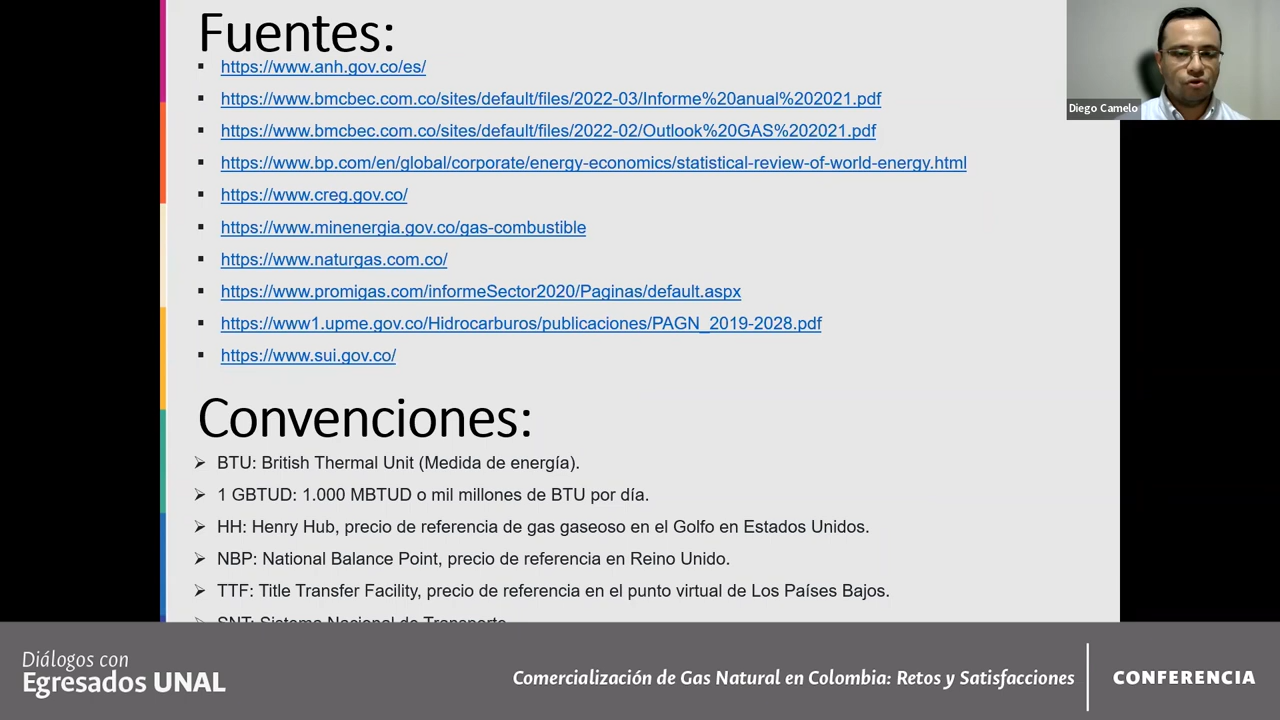 Fuentes:
https://www.anh.gov.co/es/
https://www.bmcbec.com.co/sites/default/files/2022-03/Informe%20anual%202021.pdf
https://www.bmcbec.com.co/sites/default/files/2022-02/Outlook%20GAS%202021.pdf
https://www.bp.com/en/global/corporate/energy-economics/statistical-review-of-world-energy.html
https://www.creg.gov.co/
https://www.minenergia.gov.co/gas-combustible
https://www.naturgas.com.co/
https://www.promigas.com/informeSector2020/Paginas/default.aspx
https://www1.upme.gov.co/Hidrocarburos/publicaciones/PAGN_2019-2028.pdf
https://www.sui.gov.co/
Diego Camelo
Convenciones:
BTU: British Thermal Unit (Medida de energía).
1 GBTUD: 1.000 MBTUD o mil millones de BTU por día.
HH: Henry Hub, precio de referencia de gas gaseoso en el Golfo en Estados Unidos.
NBP: National Balance Point, precio de referencia en Reino Unido.
TTF: Title Transfer Facility, precio de referencia en el punto virtual de Los Países Bajos.
SNT: Sistema Nacional de Transporte
Diálogos con
Egresados UNAL
Comercialización de Gas Natural en Colombia: Retos y Satisfacciones
CONFERENCIA